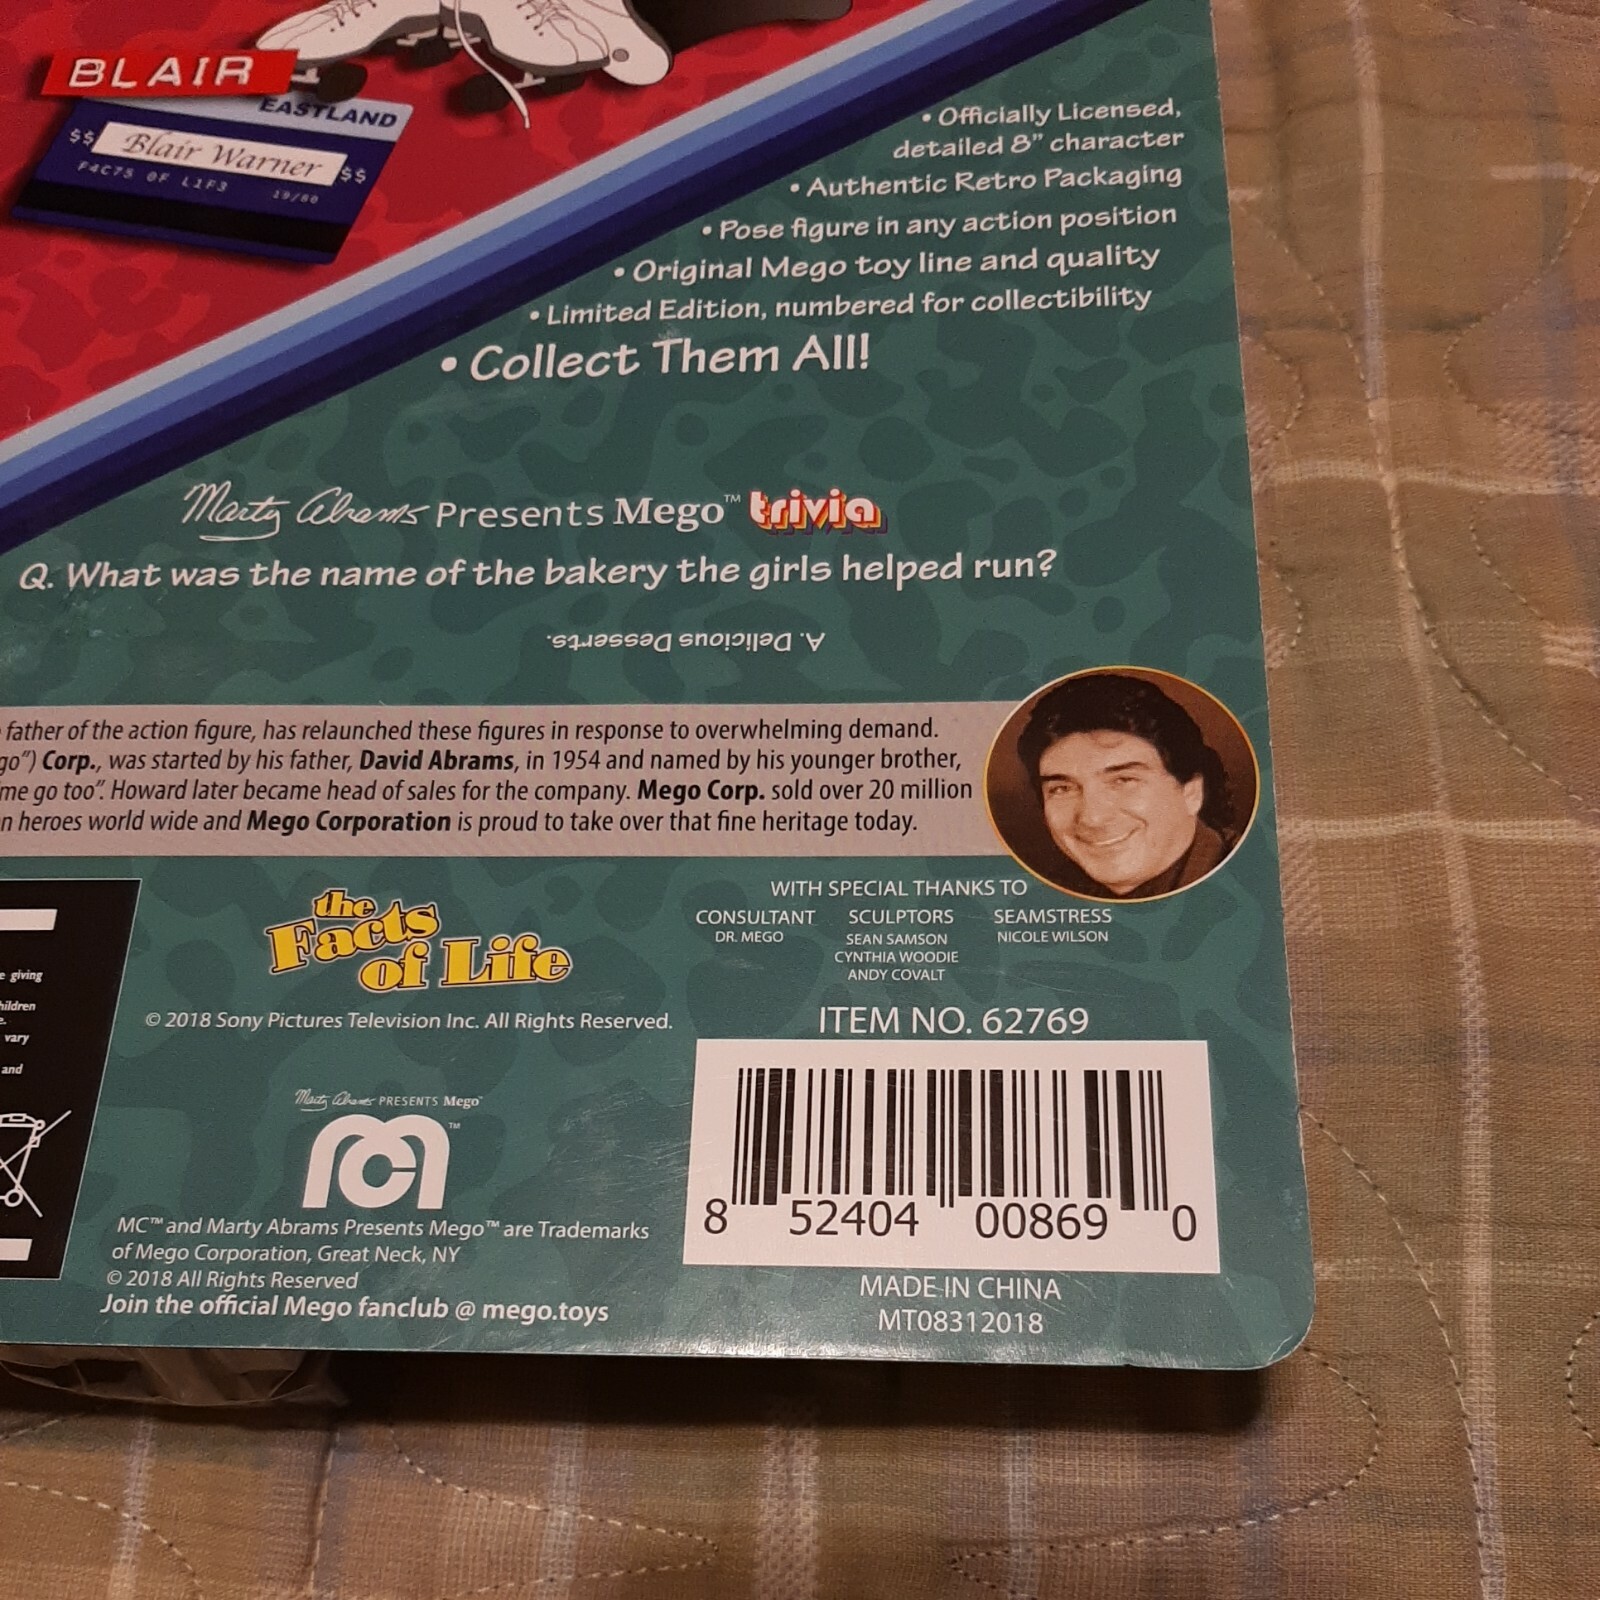 BLAIR
EASTLAND
$$ Blair Warner $$
F4C7S 0F L1F3 19/80
• Officially Licensed,
detailed 8" character
• Authentic Retro Packaging
• Pose figure in any action position
• Original Mego toy line and quality
• Limited Edition, numbered for collectibility
• Collect Them All!
Marty Abrams Presents Mego™ trivia
Q. What was the name of the bakery the girls helped run?
A. Delicious Desserts.
father of the action figure, has relaunched these figures in response to overwhelming demand.
go") Corp., was started by his father, David Abrams, in 1954 and named by his younger brother,
me go too". Howard later became head of sales for the company. Mego Corp. sold over 20 million
n heroes world wide and Mego Corporation is proud to take over that fine heritage today.
WITH SPECIAL THANKS TO
CONSULTANT SCULPTORS SEAMSTRESS
DR. MEGO SEAN SAMSON NICOLE WILSON
CYNTHIA WOODIE
ANDY COVALT
e giving
hildren
e.
vary
and
the
Facts
of Life
© 2018 Sony Pictures Television Inc. All Rights Reserved.
ITEM NO. 62769
Marty Abrams PRESENTS Mego™
™
MC™ and Marty Abrams Presents Mego™ are Trademarks
of Mego Corporation, Great Neck, NY
© 2018 All Rights Reserved
Join the official Mego fanclub @ mego.toys
8 52404 00869 0
MADE IN CHINA
MT08312018